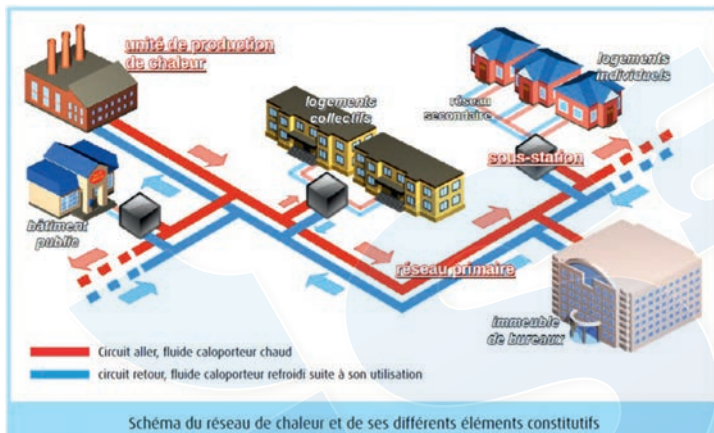 unité de production
de chaleur
logements
collectifs
logements
individuels
réseau
secondaire
sous-station
bâtiment
public
réseau primaire
immeuble
de bureaux
Circuit aller, fluide caloporteur chaud
circuit retour, fluide caloporteur refroidi suite à son utilisation
Schéma du réseau de chaleur et de ses différents éléments constitutifs